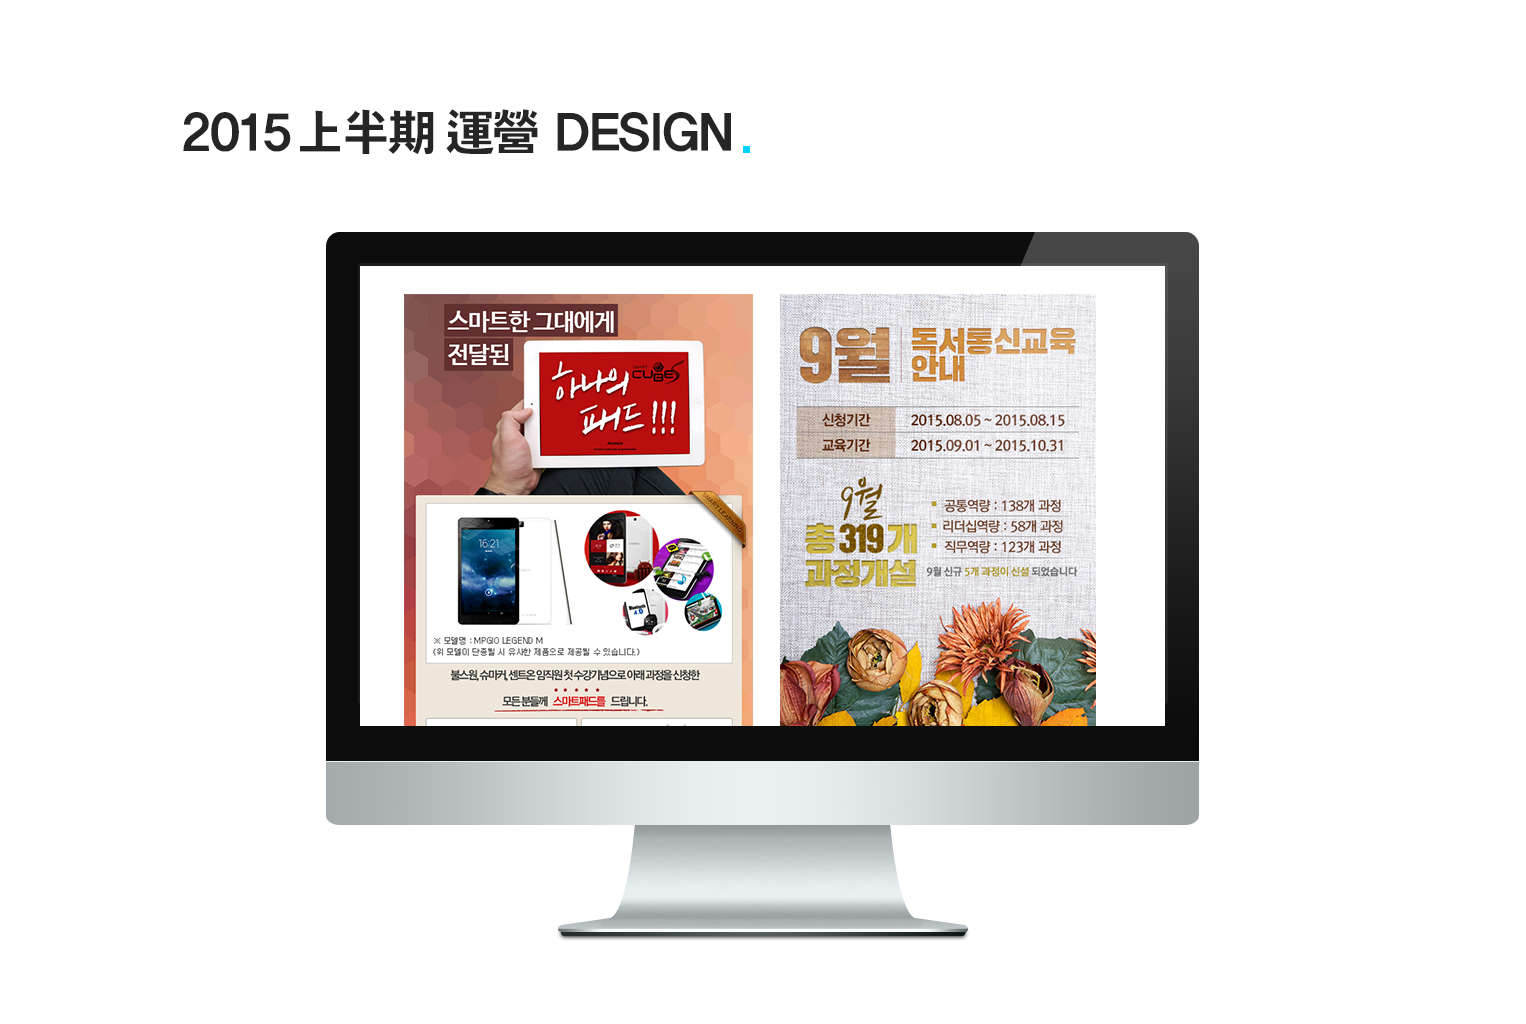 2015 上半期 運營 DESIGN.
스마트한 그대에게
전달된
SMART
CUBE
하나의
패드!!!
SMART LEARNING
16:21
Bluetooth
4.0
※ 모델명 : MPGIO LEGEND M
(위 모델이 단종될 시 유사한 제품으로 제공될 수 있습니다.)
불스원, 슈마커, 센트온 임직원 첫 수강기념으로 아래 과정을 신청한
모든 분들께 스마트패드를 드립니다.
9월 독서통신교육
안내
신청기간 2015.08.05 ~ 2015.08.15
교육기간 2015.09.01 ~ 2015.10.31
9월
총 319개
과정개설
공통역량 : 138개 과정
리더십역량 : 58개 과정
직무역량 : 123개 과정
9월 신규 5개 과정이 신설 되었습니다